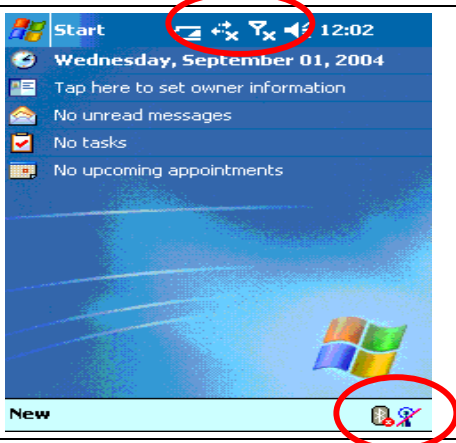 Start 12:02
Wednesday, September 01, 2004
Tap here to set owner information
No unread messages
No tasks
No upcoming appointments
New